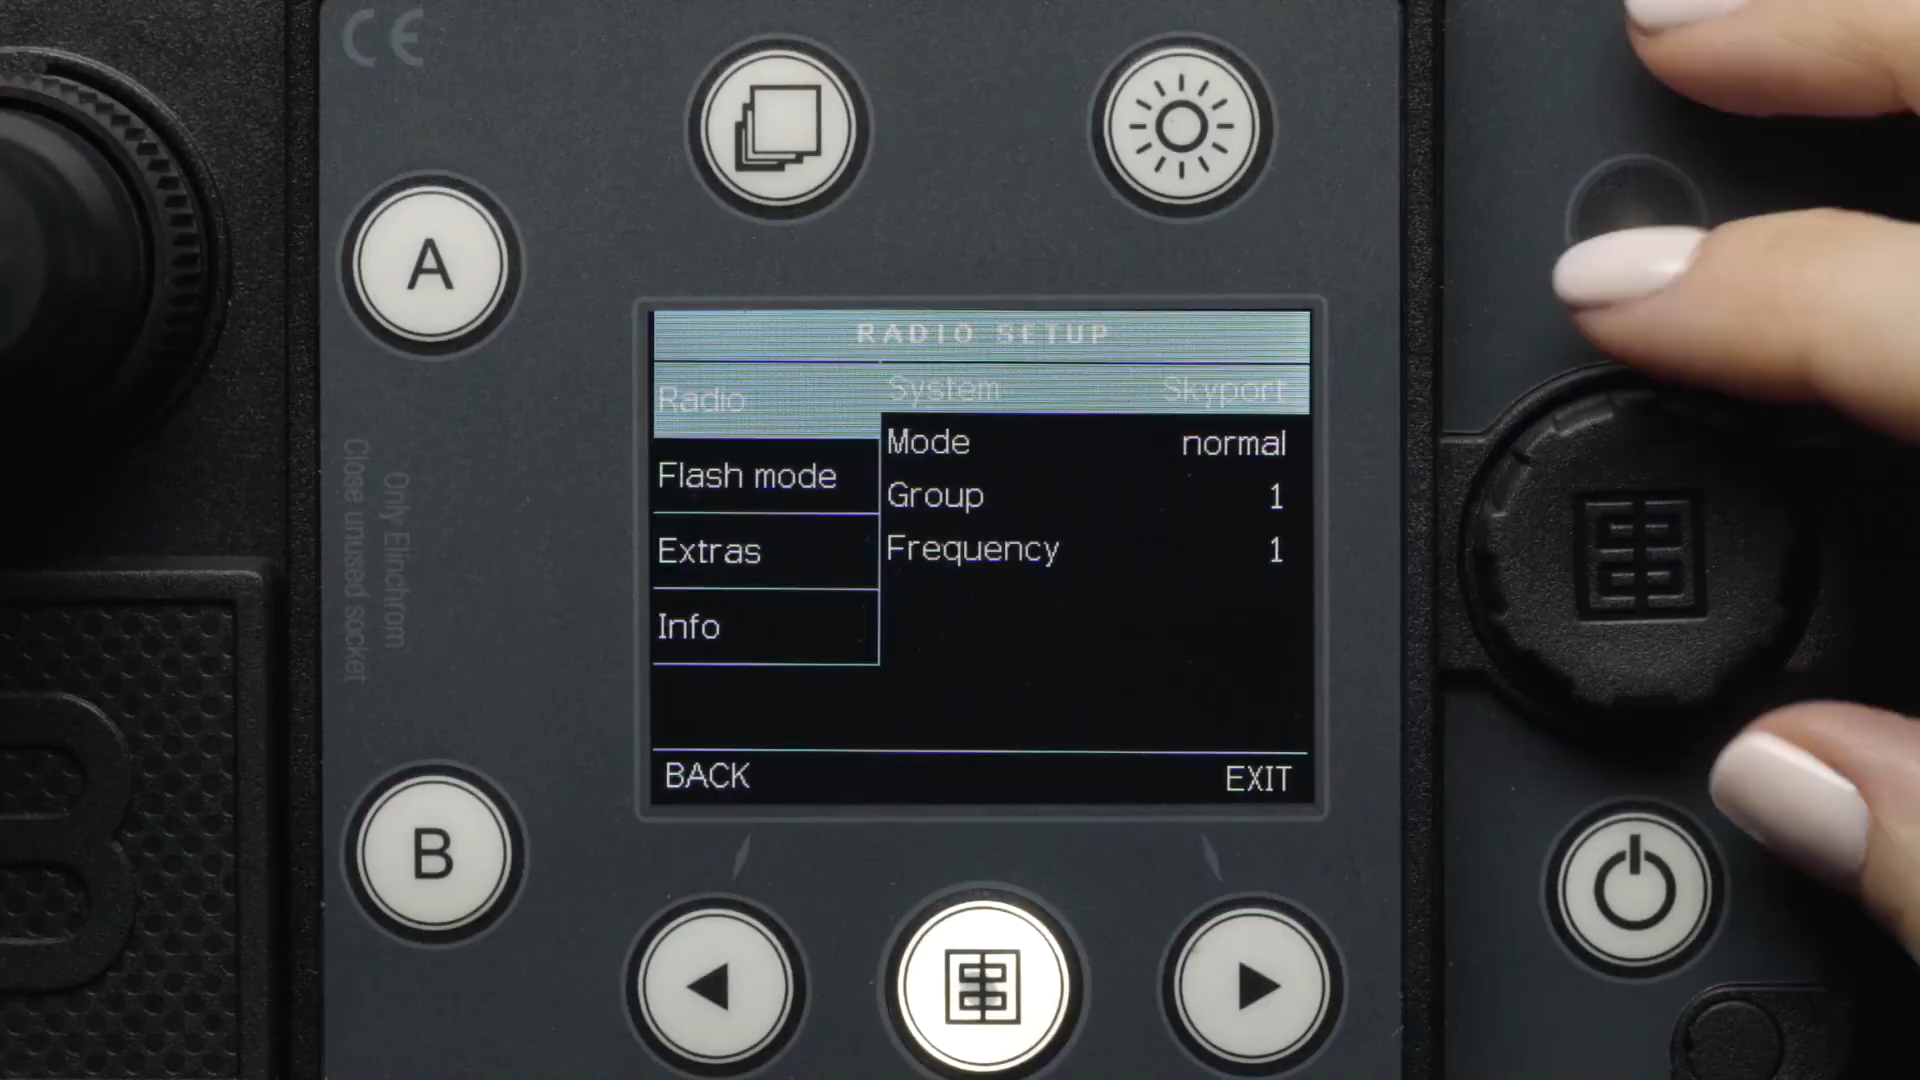 CE
A
RADIO SETUP
Radio
System Skyport
Mode normal
Flash mode
Group 1
Extras
Frequency 1
Info
Only Elinchrom
Close unused socket
BACK EXIT
B